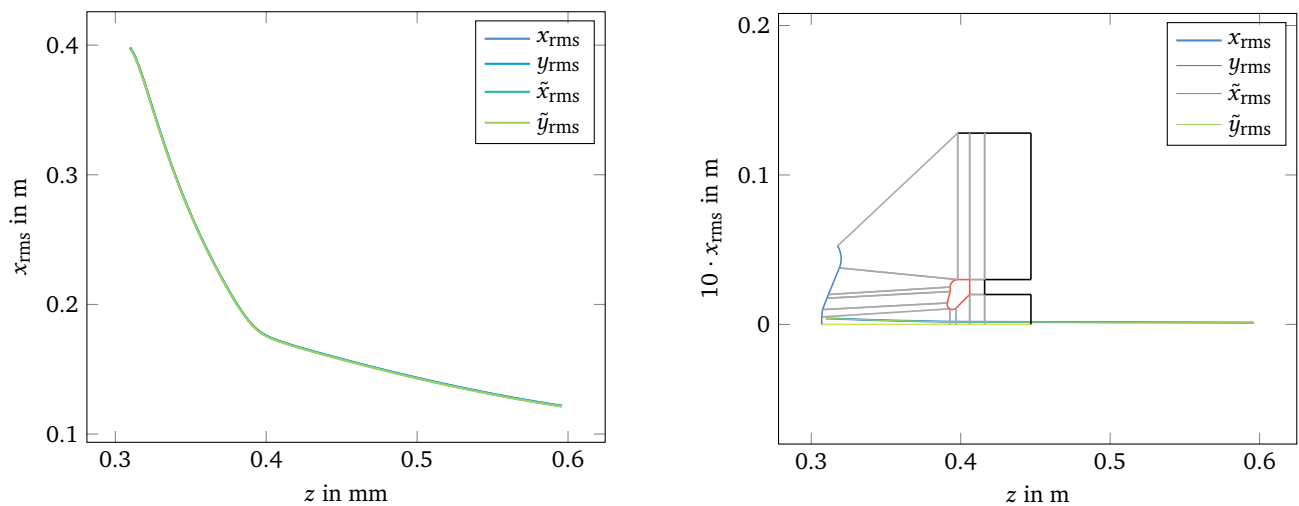 0.4
0.3
0.2
0.1
x_rms in m
0.3 0.4 0.5 0.6
z in mm
x_rms
y_rms
x̃_rms
ỹ_rms
0.2
0.1
0
10 · x_rms in m
0.3 0.4 0.5 0.6
z in m
x_rms
y_rms
x̃_rms
ỹ_rms